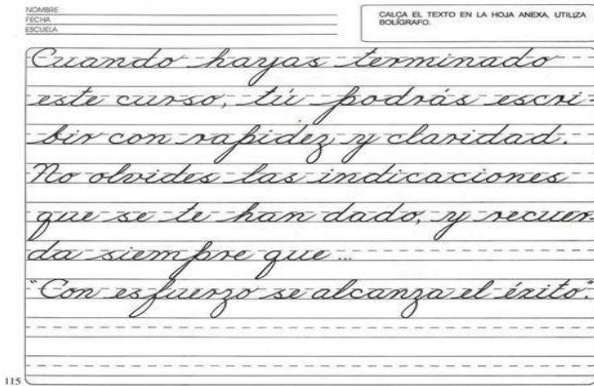 NOMBRE
FECHA
ESCUELA
CALCA EL TEXTO EN LA HOJA ANEXA, UTILIZA
BOLÍGRAFO.
Cuando hayas terminado
este curso, tú podrás escri-
bir con rapidez y claridad.
No olvides las indicaciones
que se te han dado, y recuer-
da siempre que...
"Con esfuerzo se alcanza el éxito".
115